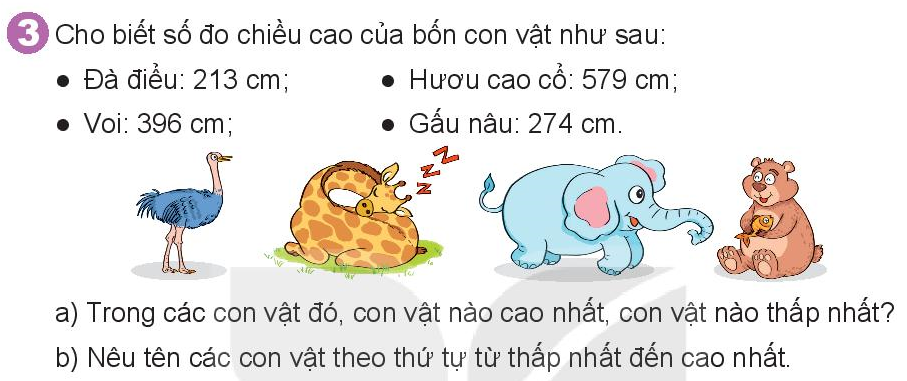 3 Cho biết số đo chiều cao của bốn con vật như sau:
• Đà điểu: 213 cm; • Hươu cao cổ: 579 cm;
• Voi: 396 cm; • Gấu nâu: 274 cm.
z z Z
a) Trong các con vật đó, con vật nào cao nhất, con vật nào thấp nhất?
b) Nêu tên các con vật theo thứ tự từ thấp nhất đến cao nhất.